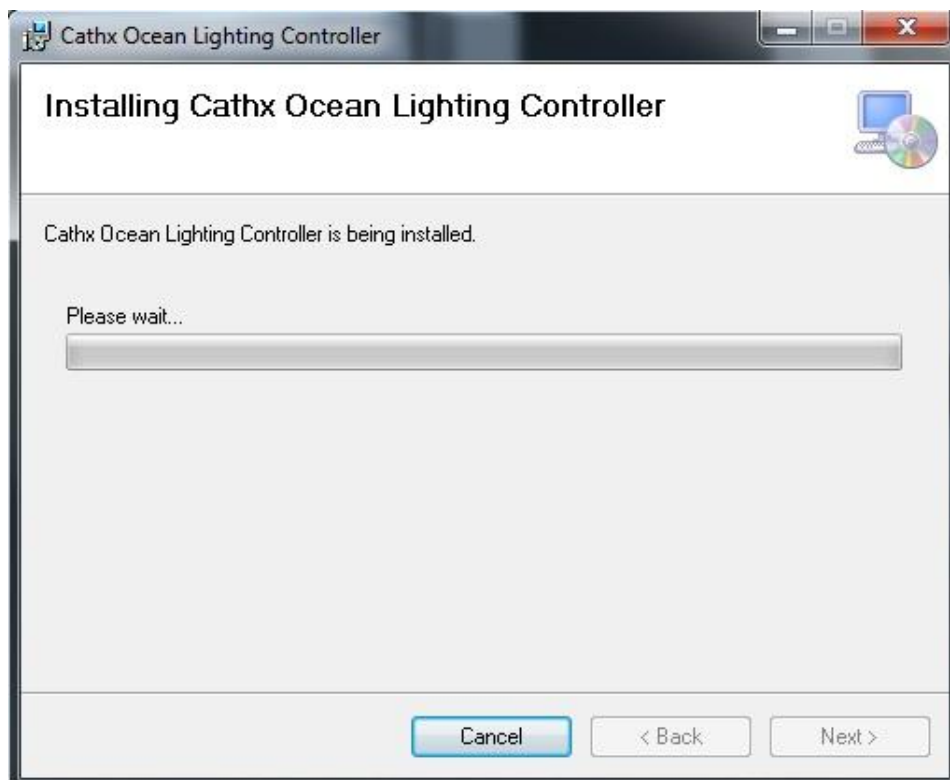 Cathx Ocean Lighting Controller
Installing Cathx Ocean Lighting Controller
Cathx Ocean Lighting Controller is being installed.
Please wait...
Cancel
< Back
Next >